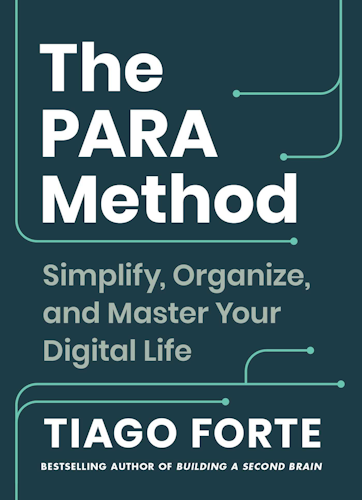 The
PARA
Method
Simplify, Organize,
and Master Your
Digital Life
TIAGO FORTE
BESTSELLING AUTHOR OF BUILDING A SECOND BRAIN